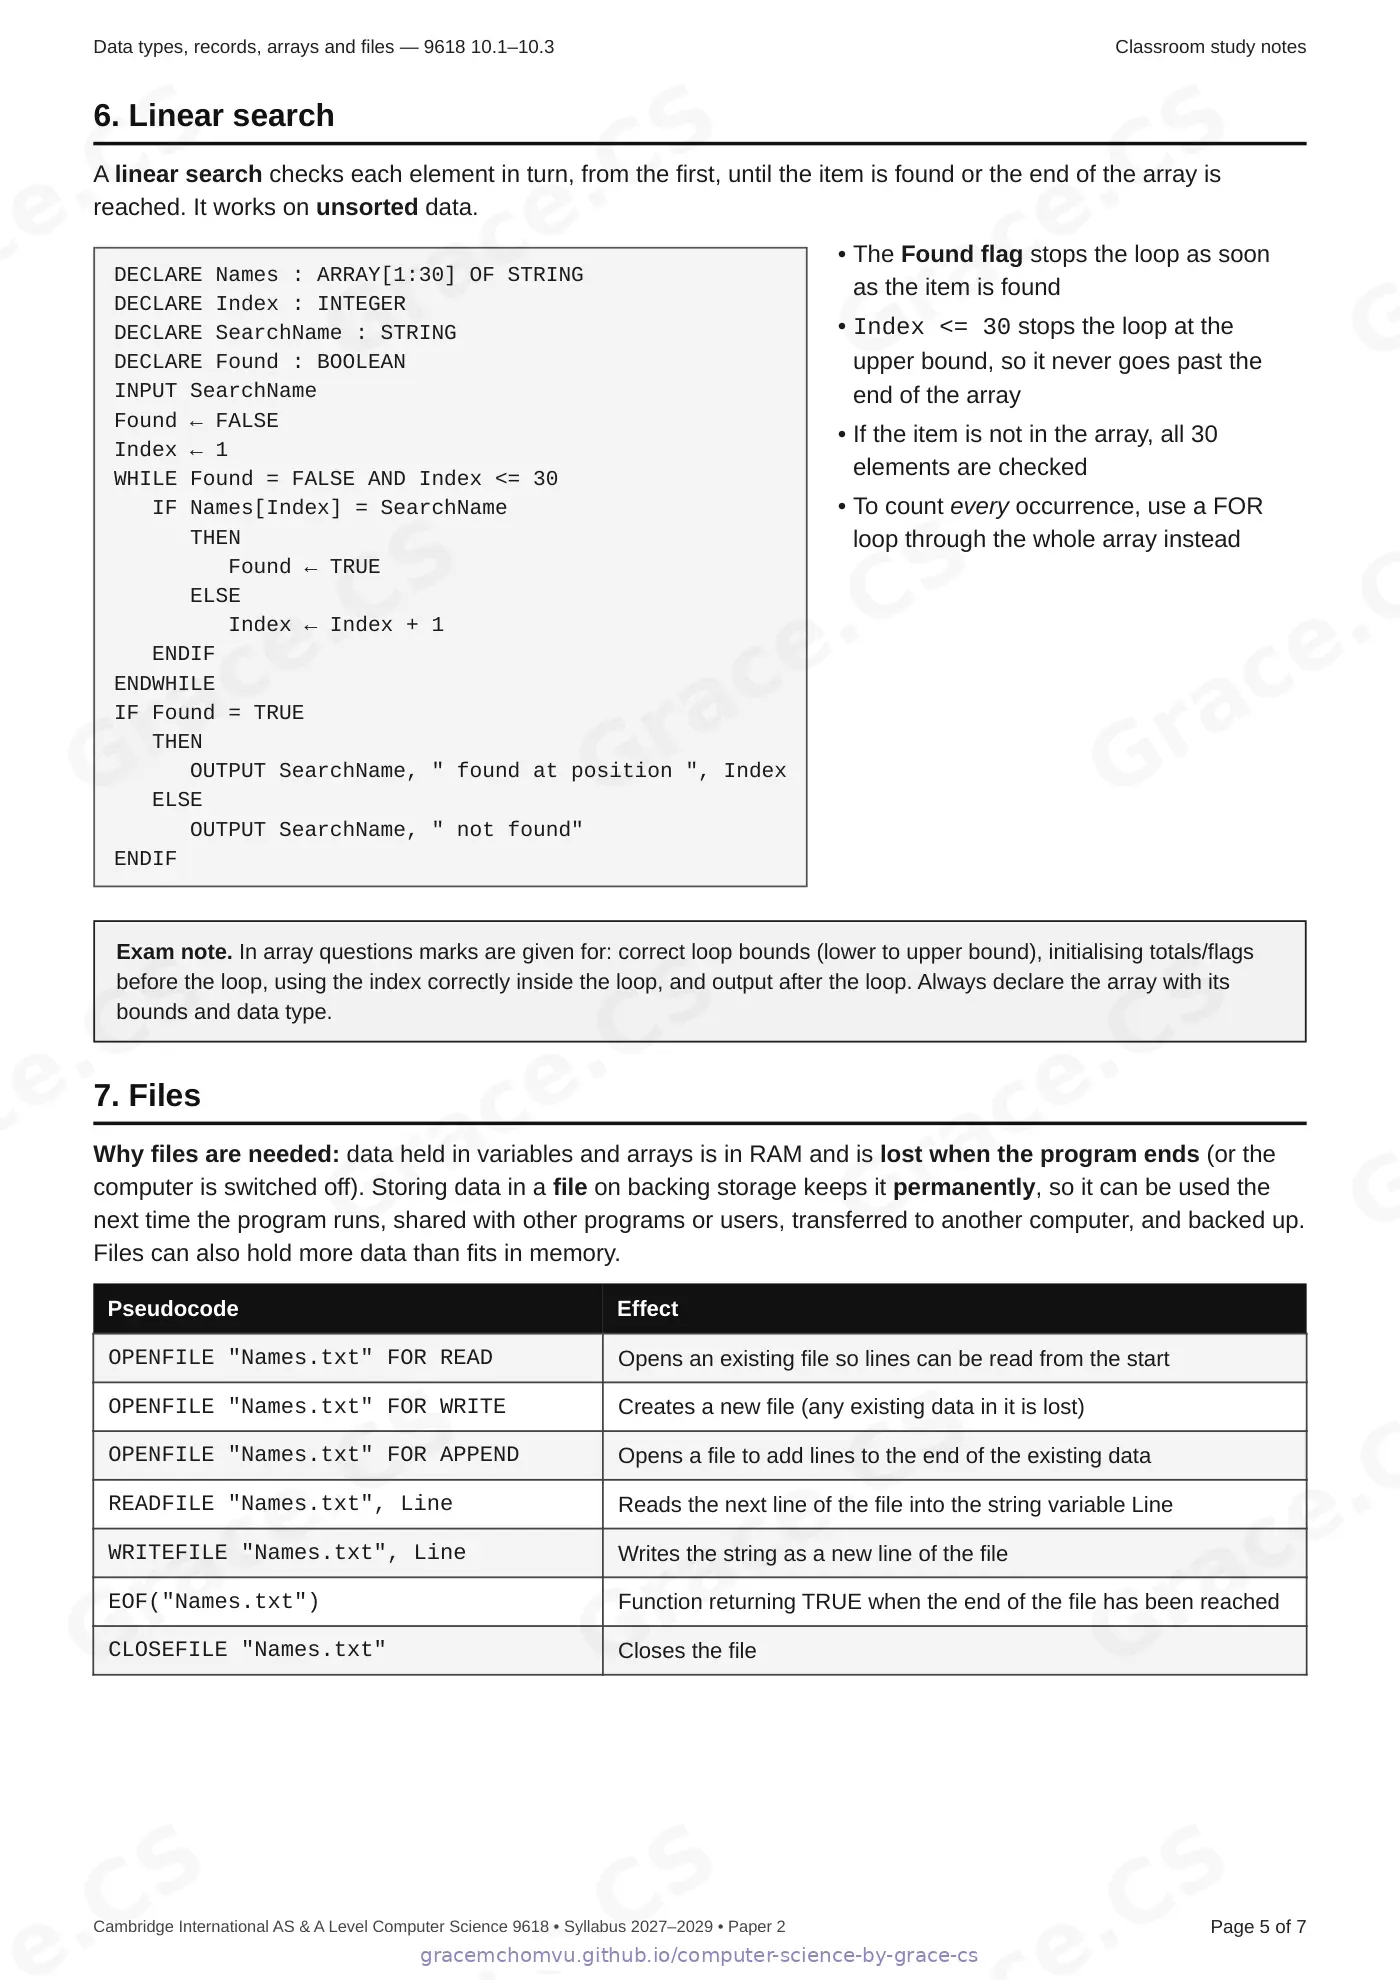 Data types, records, arrays and files — 9618 10.1–10.3
Classroom study notes
6. Linear search
A linear search checks each element in turn, from the first, until the item is found or the end of the array is
reached. It works on unsorted data.
DECLARE Names : ARRAY[1:30] OF STRING
DECLARE Index : INTEGER
DECLARE SearchName : STRING
DECLARE Found : BOOLEAN
INPUT SearchName
Found ← FALSE
Index ← 1
WHILE Found = FALSE AND Index <= 30
   IF Names[Index] = SearchName
      THEN
         Found ← TRUE
      ELSE
         Index ← Index + 1
   ENDIF
ENDWHILE
IF Found = TRUE
   THEN
      OUTPUT SearchName, " found at position ", Index
   ELSE
      OUTPUT SearchName, " not found"
ENDIF
• The Found flag stops the loop as soon
as the item is found
• Index <= 30 stops the loop at the
upper bound, so it never goes past the
end of the array
• If the item is not in the array, all 30
elements are checked
• To count every occurrence, use a FOR
loop through the whole array instead
Exam note. In array questions marks are given for: correct loop bounds (lower to upper bound), initialising totals/flags
before the loop, using the index correctly inside the loop, and output after the loop. Always declare the array with its
bounds and data type.
7. Files
Why files are needed: data held in variables and arrays is in RAM and is lost when the program ends (or the
computer is switched off). Storing data in a file on backing storage keeps it permanently, so it can be used the
next time the program runs, shared with other programs or users, transferred to another computer, and backed up.
Files can also hold more data than fits in memory.
Pseudocode
Effect
OPENFILE "Names.txt" FOR READ
Opens an existing file so lines can be read from the start
OPENFILE "Names.txt" FOR WRITE
Creates a new file (any existing data in it is lost)
OPENFILE "Names.txt" FOR APPEND
Opens a file to add lines to the end of the existing data
READFILE "Names.txt", Line
Reads the next line of the file into the string variable Line
WRITEFILE "Names.txt", Line
Writes the string as a new line of the file
EOF("Names.txt")
Function returning TRUE when the end of the file has been reached
CLOSEFILE "Names.txt"
Closes the file
Cambridge International AS & A Level Computer Science 9618 • Syllabus 2027–2029 • Paper 2
Page 5 of 7
gracemchomvu.github.io/computer-science-by-grace-cs
Grace.CS